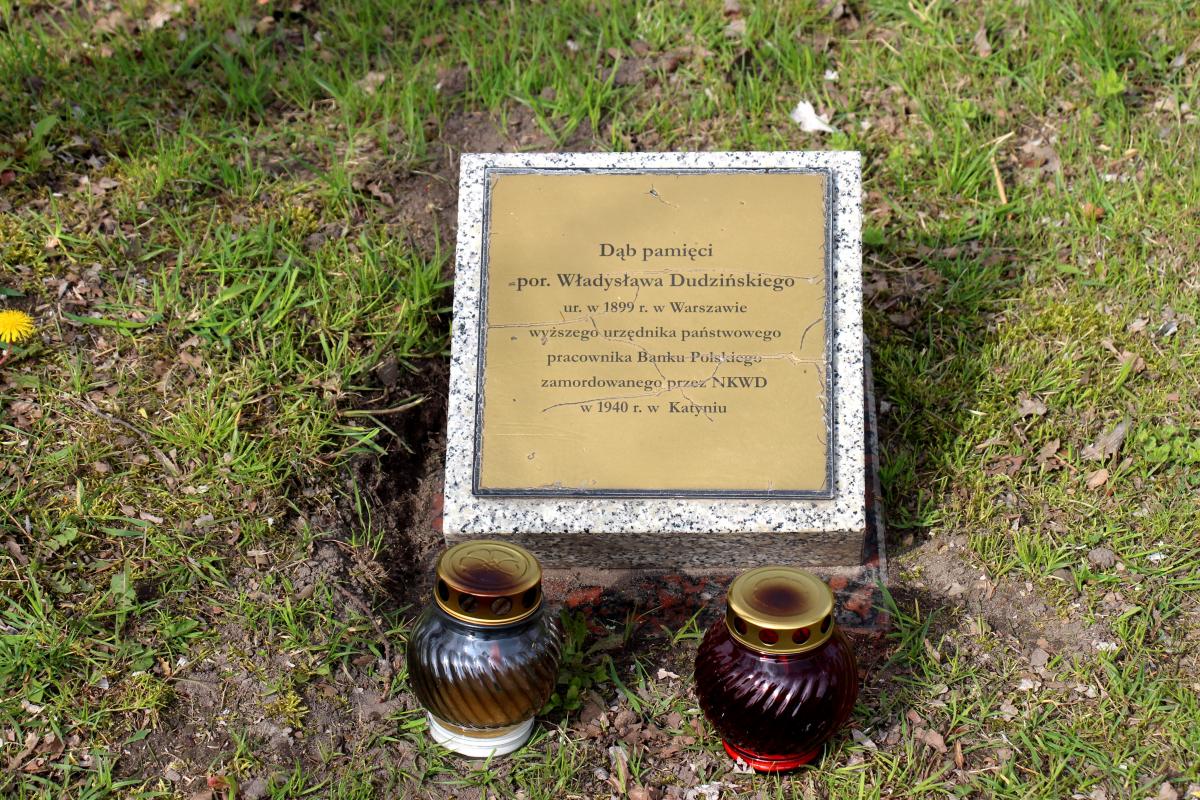 Dąb pamięci
por. Władysława Dudzińskiego
ur. w 1899 r. w Warszawie
wyższego urzędnika państwowego
pracownika Banku Polskiego
zamordowanego przez NKWD
w 1940 r. w Katyniu